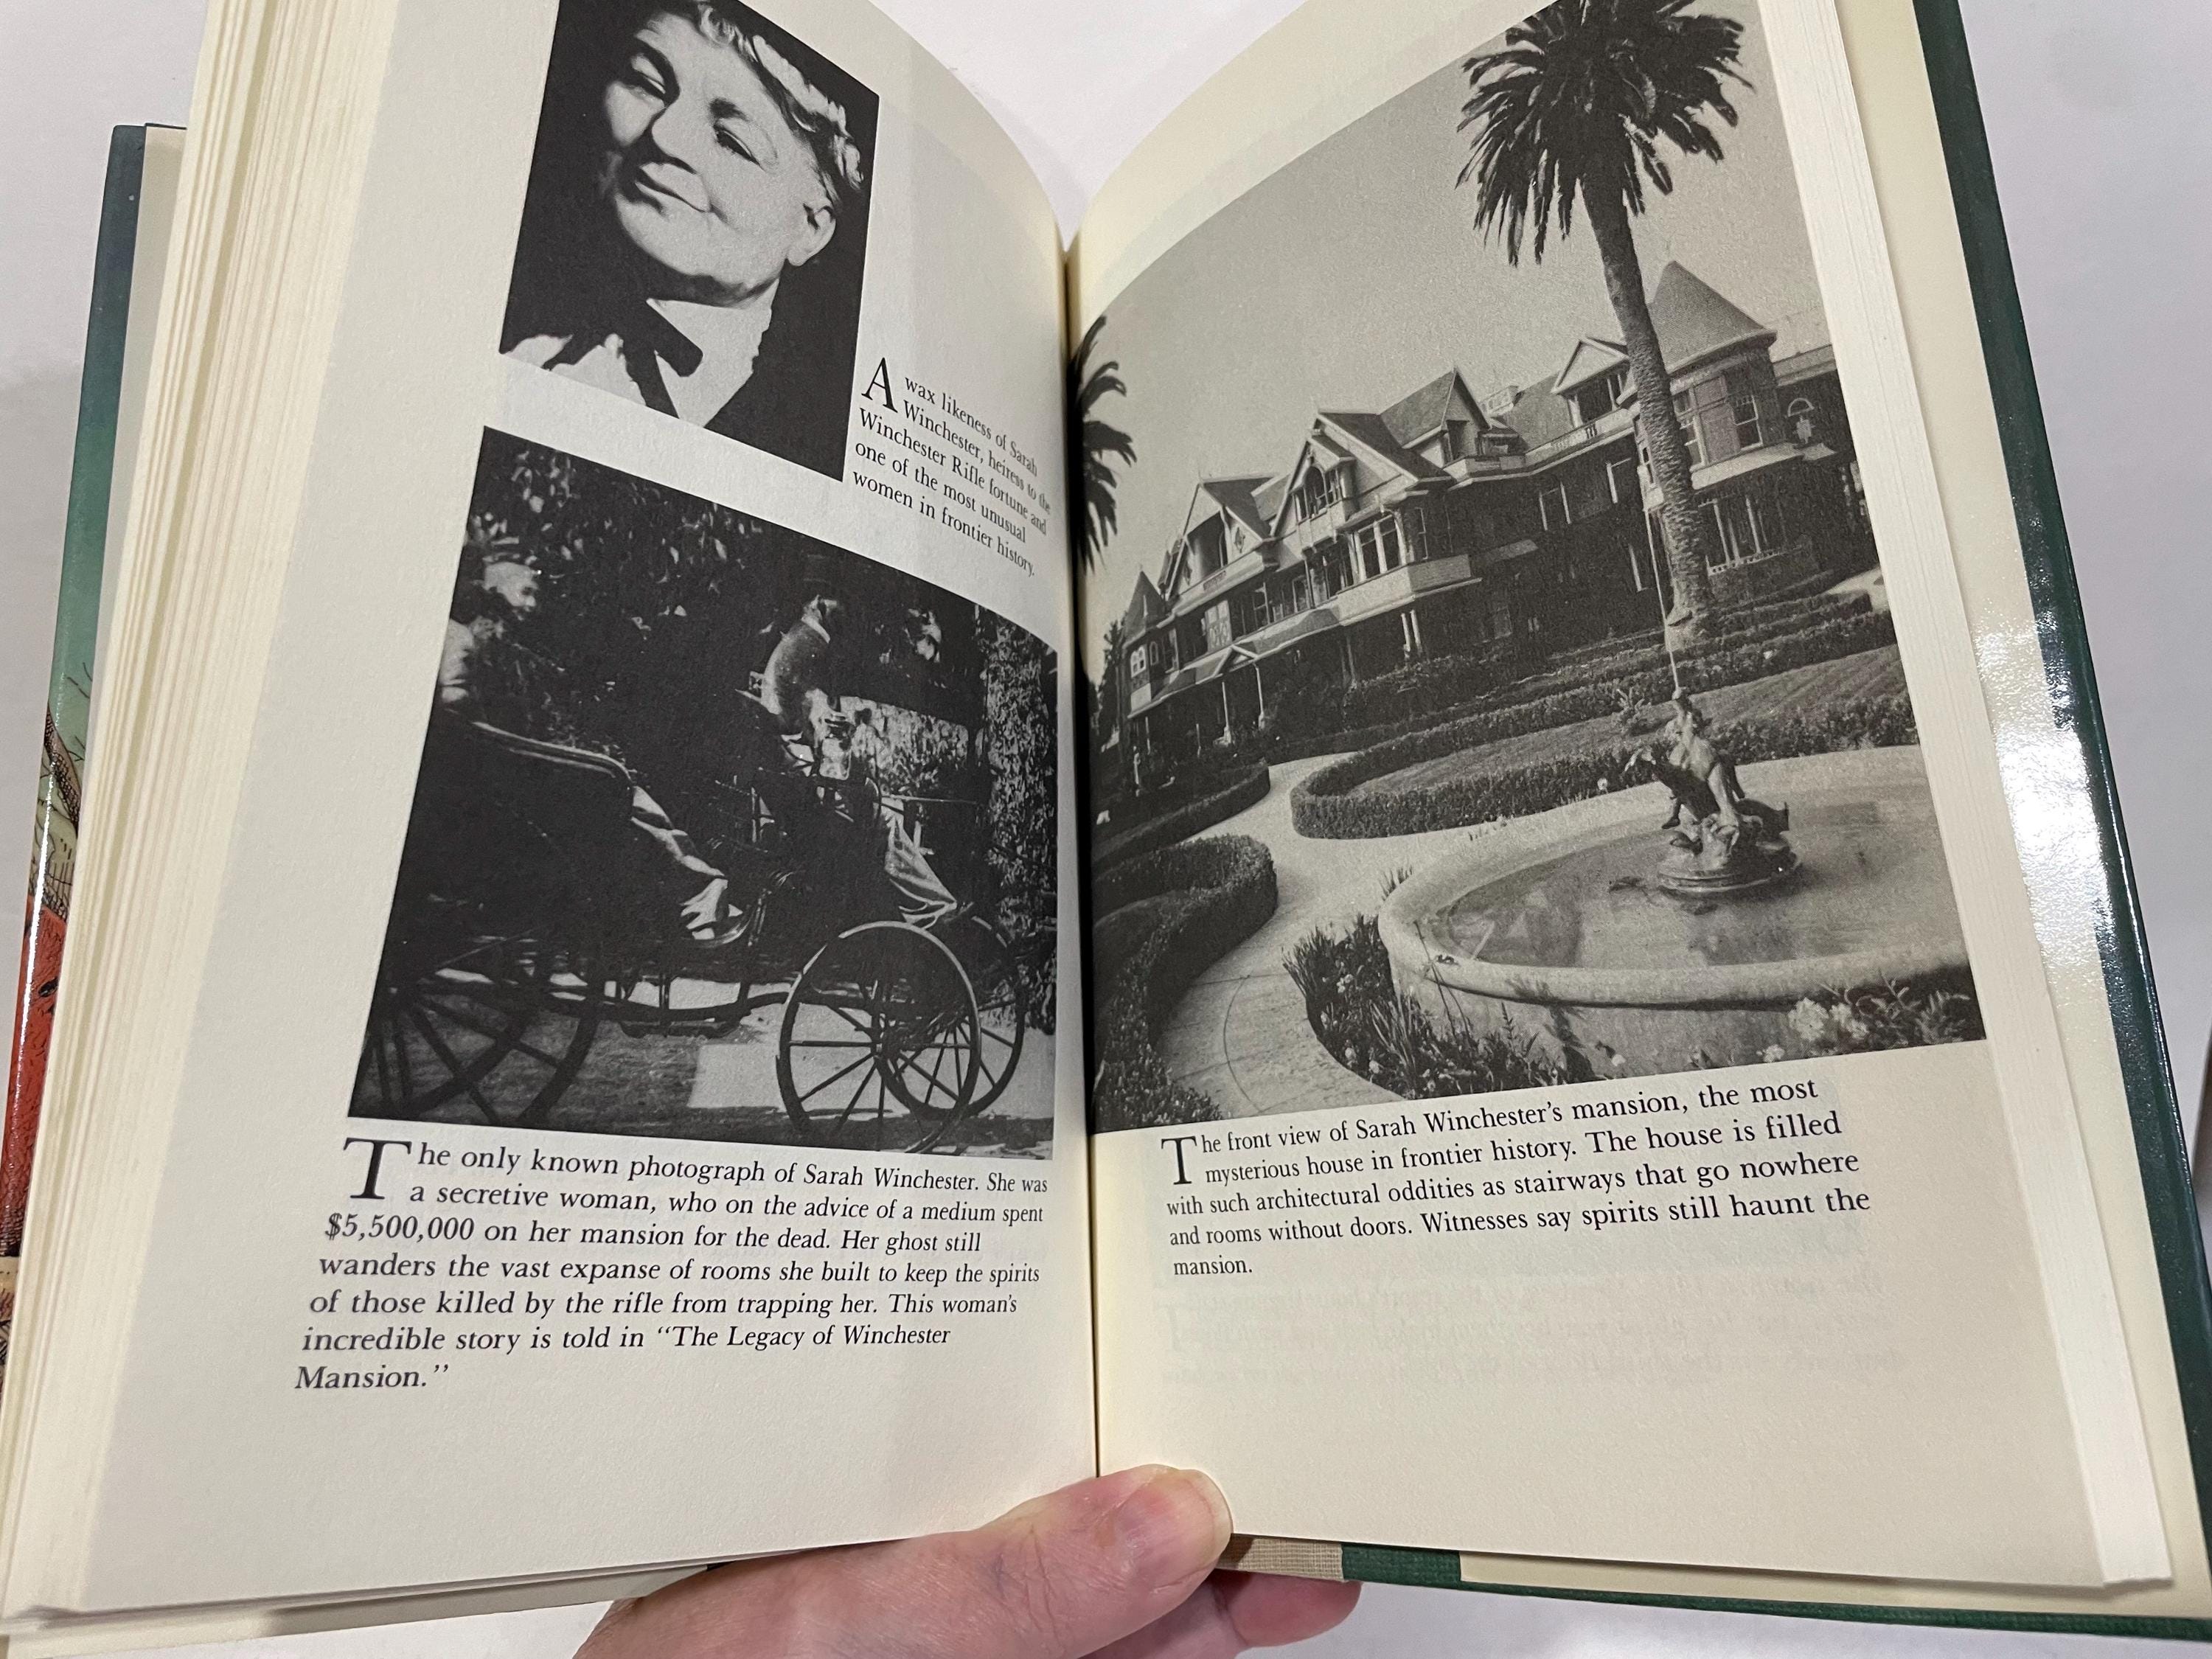 A wax likeness of Sarah
Winchester, heiress to the
Winchester Rifle fortune and
one of the most unusual
women in frontier history.
The only known photograph of Sarah Winchester. She was
a secretive woman, who on the advice of a medium spent
$5,500,000 on her mansion for the dead. Her ghost still
wanders the vast expanse of rooms she built to keep the spirits
of those killed by the rifle from trapping her. This woman's
incredible story is told in "The Legacy of Winchester
Mansion."
The front view of Sarah Winchester's mansion, the most
mysterious house in frontier history. The house is filled
with such architectural oddities as stairways that go nowhere
and rooms without doors. Witnesses say spirits still haunt the
mansion.